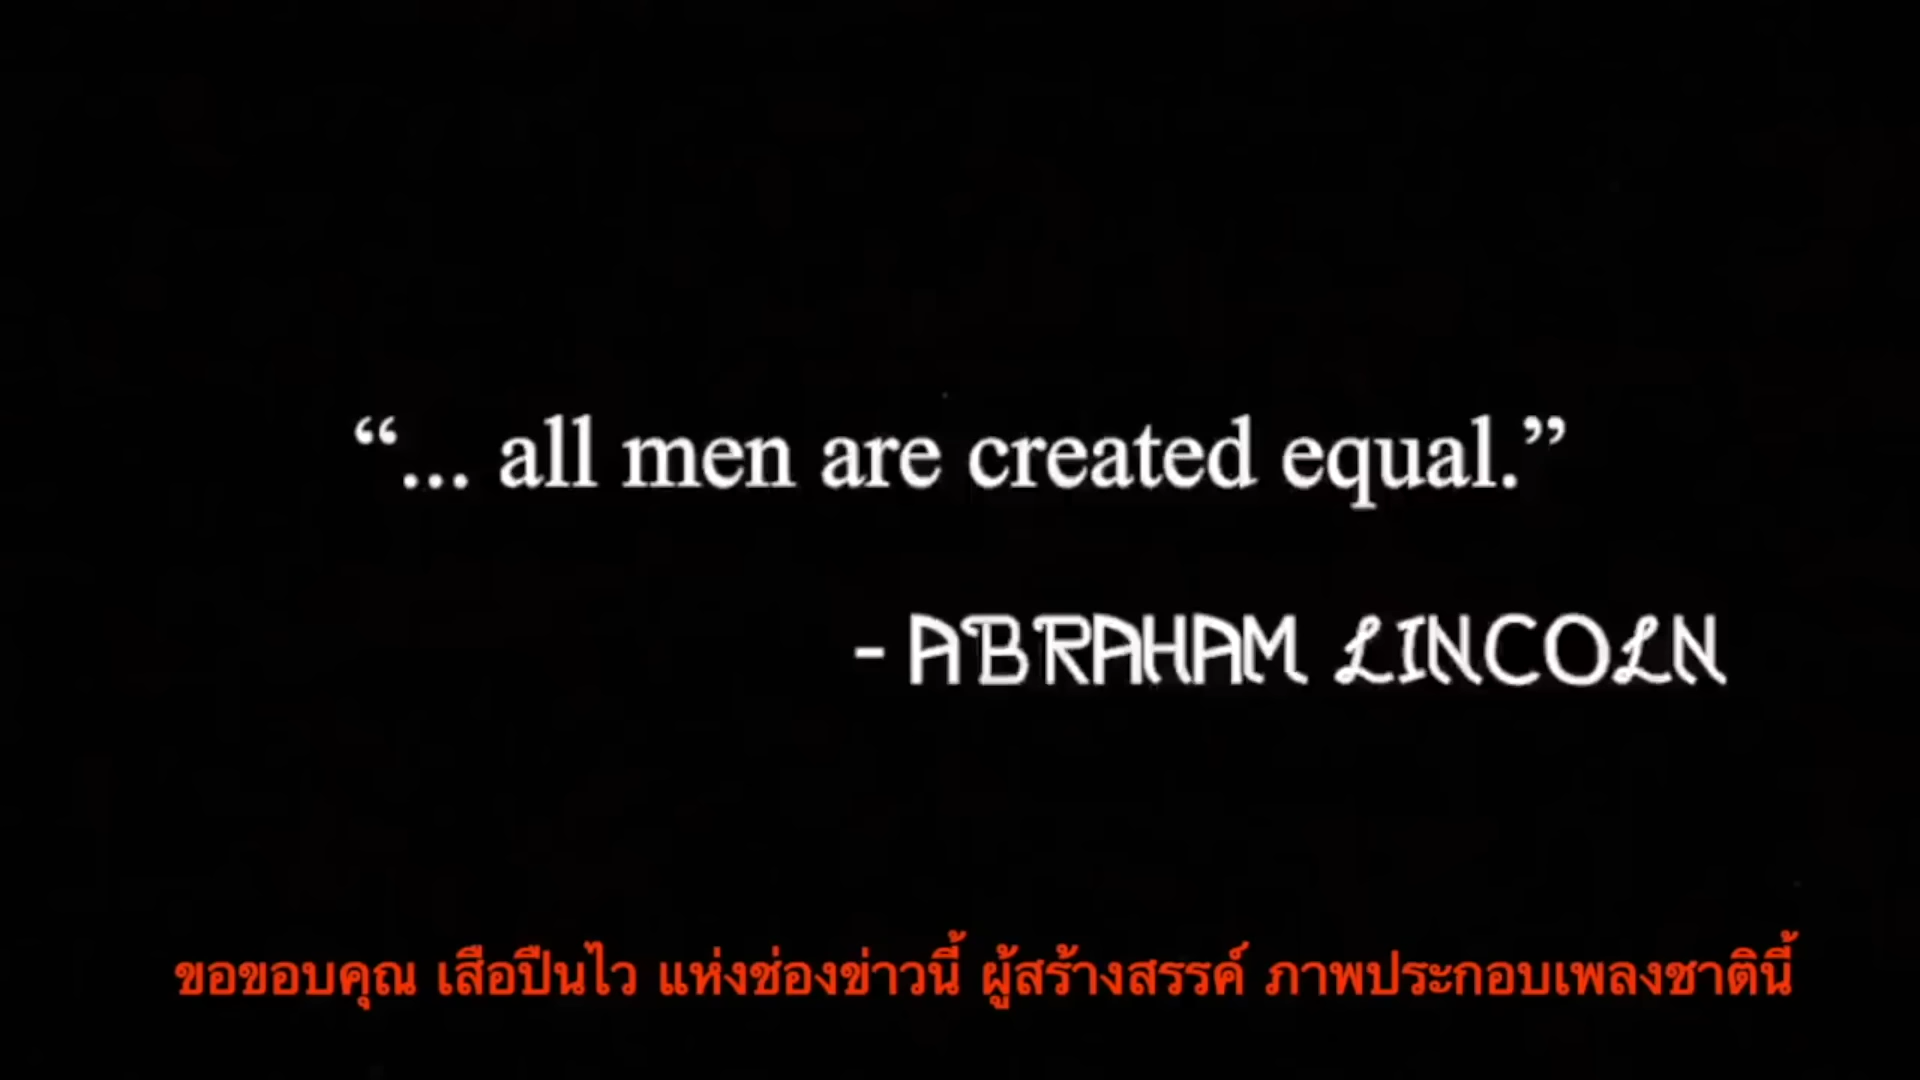 “... all men are created equal.”
- ABRAHAM LINCOLN
ขอขอบคุณ เสือปืนไว แห่งช่องข่าวนี้ ผู้สร้างสรรค์ ภาพประกอบเพลงชาตินี้